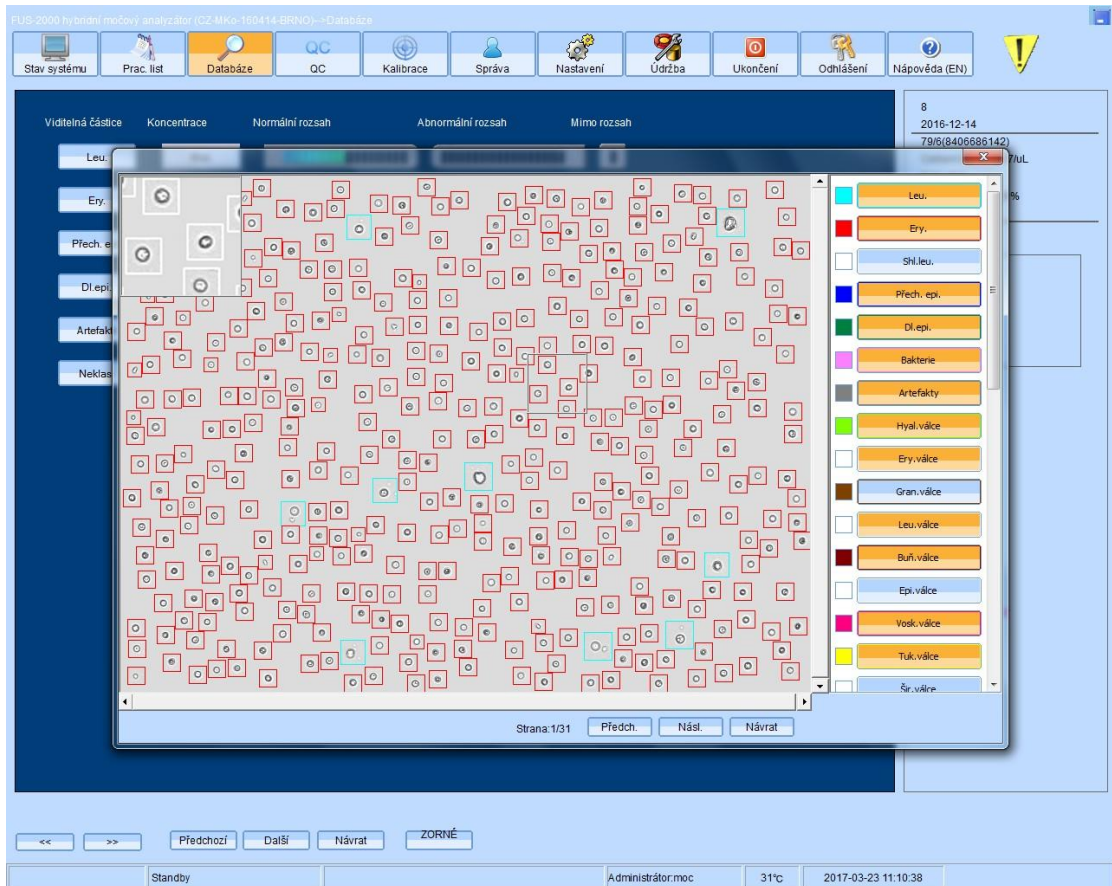 FUS-2000 hybridní močový analyzátor (CZ-MKo-160414-BRNO)-->Databáze
Stav systému Prac. list Databáze QC QC Kalibrace Správa Nastavení Údržba Ukončení Odhlášení Nápověda (EN)
8
2016-12-14
79/6(8406686142)
7/uL
%
Viditelná částice Koncentrace Normální rozsah Abnormální rozsah Mimo rozsah
Leu.
Ery.
Přech. e
Dl.epi.
Artefak
Neklas
Leu.
Ery.
Shl.leu.
Přech. epi.
Dl.epi.
Bakterie
Artefakty
Hyal.válce
Ery.válce
Gran.válce
Leu.válce
Buň.válce
Epi.válce
Vosk.válce
Tuk.válce
Šir.válce
Strana:1/31 Předch. Násl. Návrat
<< >> Předchozí Další Návrat ZORNÉ
Standby Administrátor:moc 31°C 2017-03-23 11:10:38